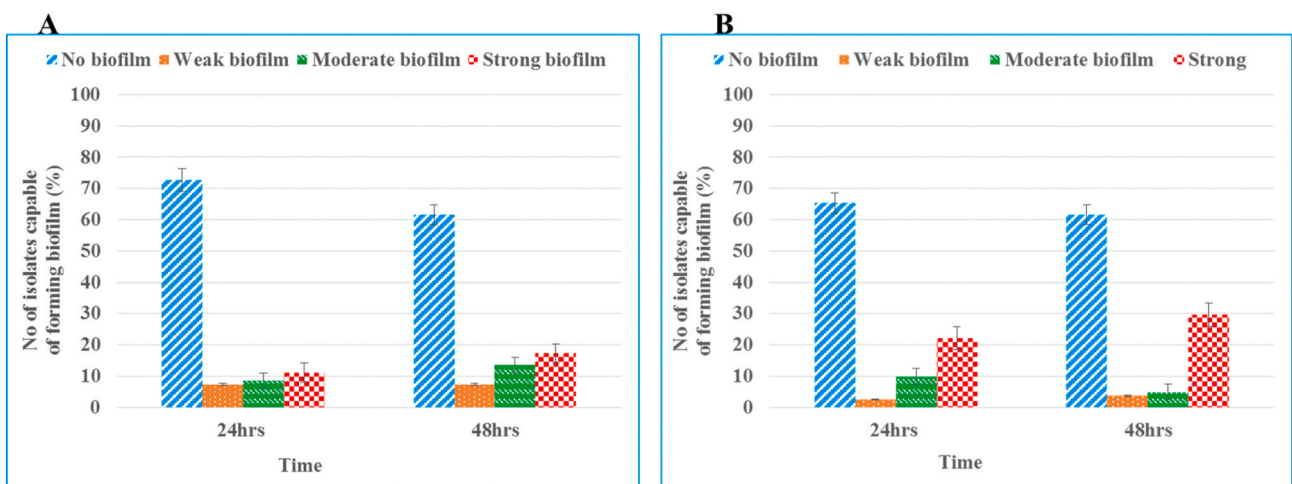 A
No biofilm Weak biofilm Moderate biofilm Strong biofilm
100
90
80
70
60
50
40
30
20
10
0
No of isolates capable
of forming biofilm (%)
24hrs 48hrs
Time
B
No biofilm Weak biofilm Moderate biofilm Strong
100
90
80
70
60
50
40
30
20
10
0
No of isolates capable
of forming biofilm (%)
24hrs 48hrs
Time